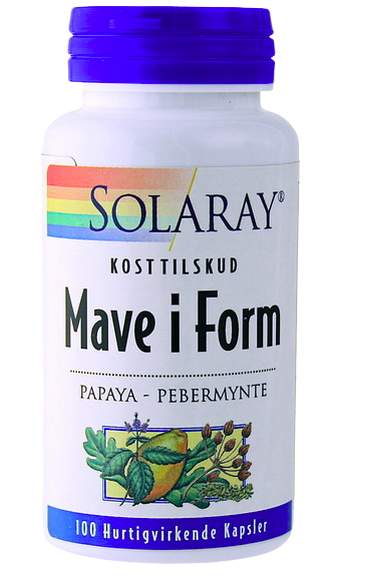 SOLARAY®
KOSTTILSKUD
Mave i Form
PAPAYA - PEBERMYNTE
100 Hurtigvirkende Kapsler